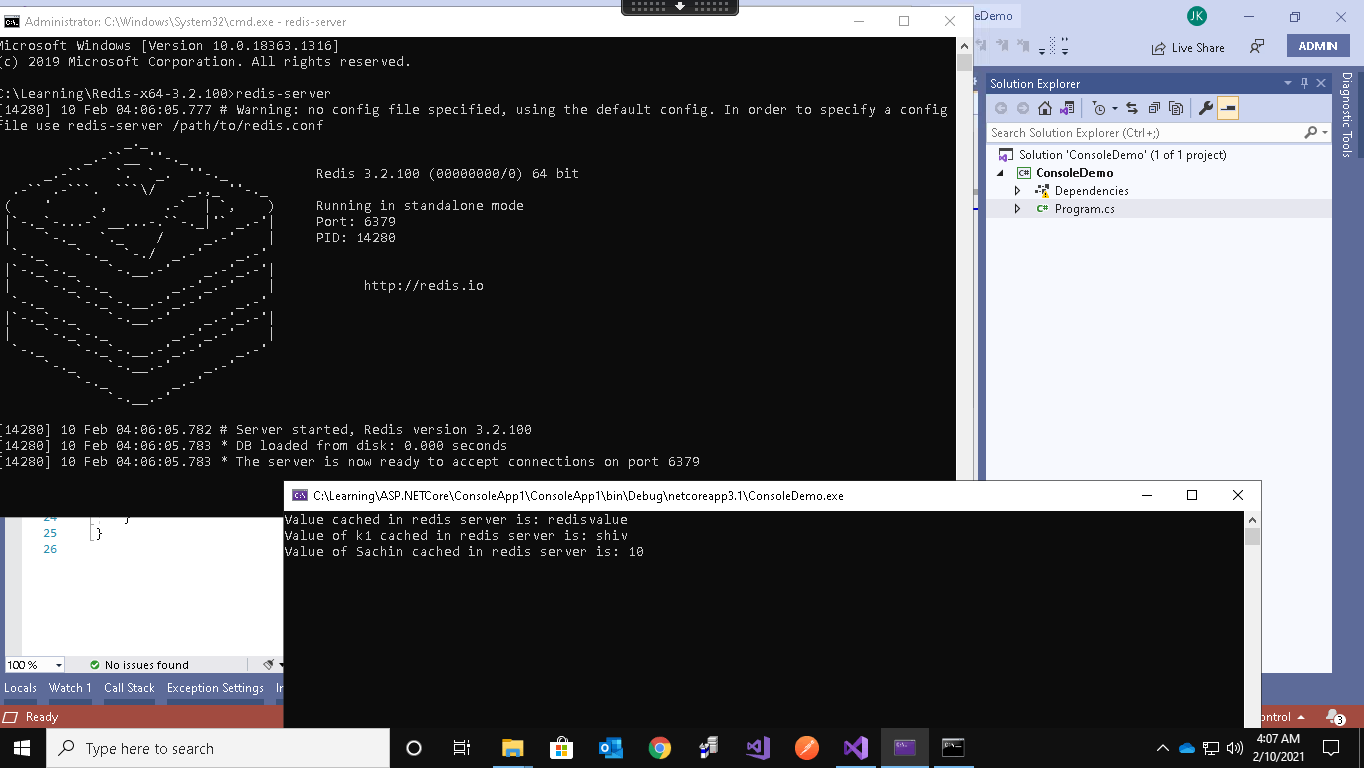 Administrator: C:\Windows\System32\cmd.exe - redis-server
Microsoft Windows [Version 10.0.18363.1316]
(c) 2019 Microsoft Corporation. All rights reserved.
C:\Learning\Redis-x64-3.2.100>redis-server
[14280] 10 Feb 04:06:05.777 # Warning: no config file specified, using the default config. In order to specify a config
file use redis-server /path/to/redis.conf
Redis 3.2.100 (00000000/0) 64 bit
Running in standalone mode
Port: 6379
PID: 14280
http://redis.io
[14280] 10 Feb 04:06:05.782 # Server started, Redis version 3.2.100
[14280] 10 Feb 04:06:05.783 * DB loaded from disk: 0.000 seconds
[14280] 10 Feb 04:06:05.783 * The server is now ready to accept connections on port 6379
eDemo
JK
Live Share
ADMIN
Solution Explorer
Search Solution Explorer (Ctrl+;)
Solution 'ConsoleDemo' (1 of 1 project)
C# ConsoleDemo
Dependencies
C# Program.cs
Diagnostic Tools
C:\Learning\ASP.NETCore\ConsoleApp1\ConsoleApp1\bin\Debug\netcoreapp3.1\ConsoleDemo.exe
Value cached in redis server is: redisvalue
Value of k1 cached in redis server is: shiv
Value of Sachin cached in redis server is: 10
24 }
25 }
26
100 %
No issues found
Locals Watch 1 Call Stack Exception Settings
Ready
3
Type here to search
4:07 AM
2/10/2021